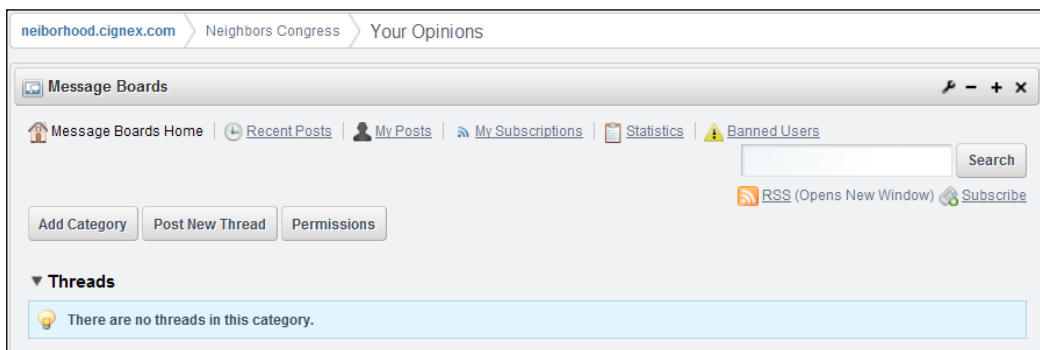 neiborhood.cignex.com Neighbors Congress Your Opinions
Message Boards
Message Boards Home Recent Posts My Posts My Subscriptions Statistics Banned Users
Search
RSS (Opens New Window) Subscribe
Add Category Post New Thread Permissions
Threads
There are no threads in this category.